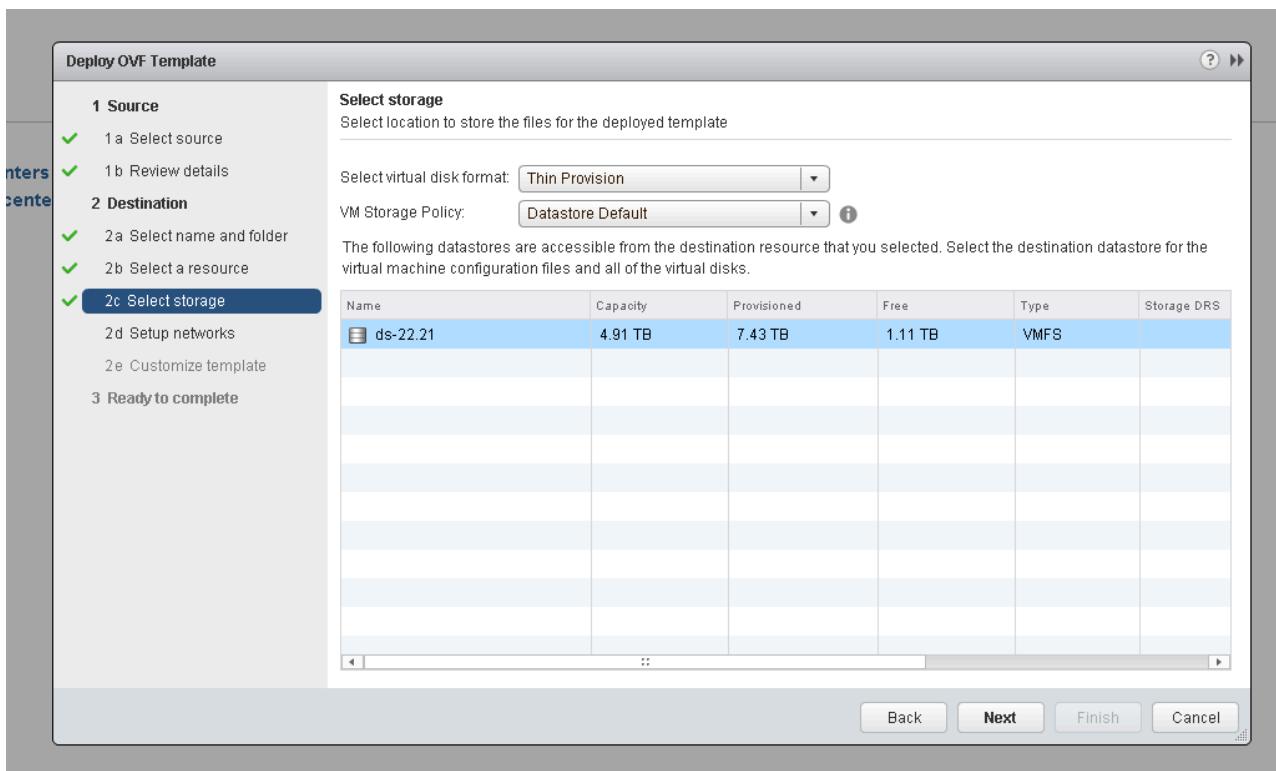 Deploy OVF Template
?
1 Source
1a Select source
1b Review details
2 Destination
2a Select name and folder
2b Select a resource
2c Select storage
2d Setup networks
2e Customize template
3 Ready to complete
nters
cente
Select storage
Select location to store the files for the deployed template
Select virtual disk format: Thin Provision
VM Storage Policy: Datastore Default
The following datastores are accessible from the destination resource that you selected. Select the destination datastore for the
virtual machine configuration files and all of the virtual disks.
Name Capacity Provisioned Free Type Storage DRS
ds-22.21 4.91 TB 7.43 TB 1.11 TB VMFS
Back Next Finish Cancel